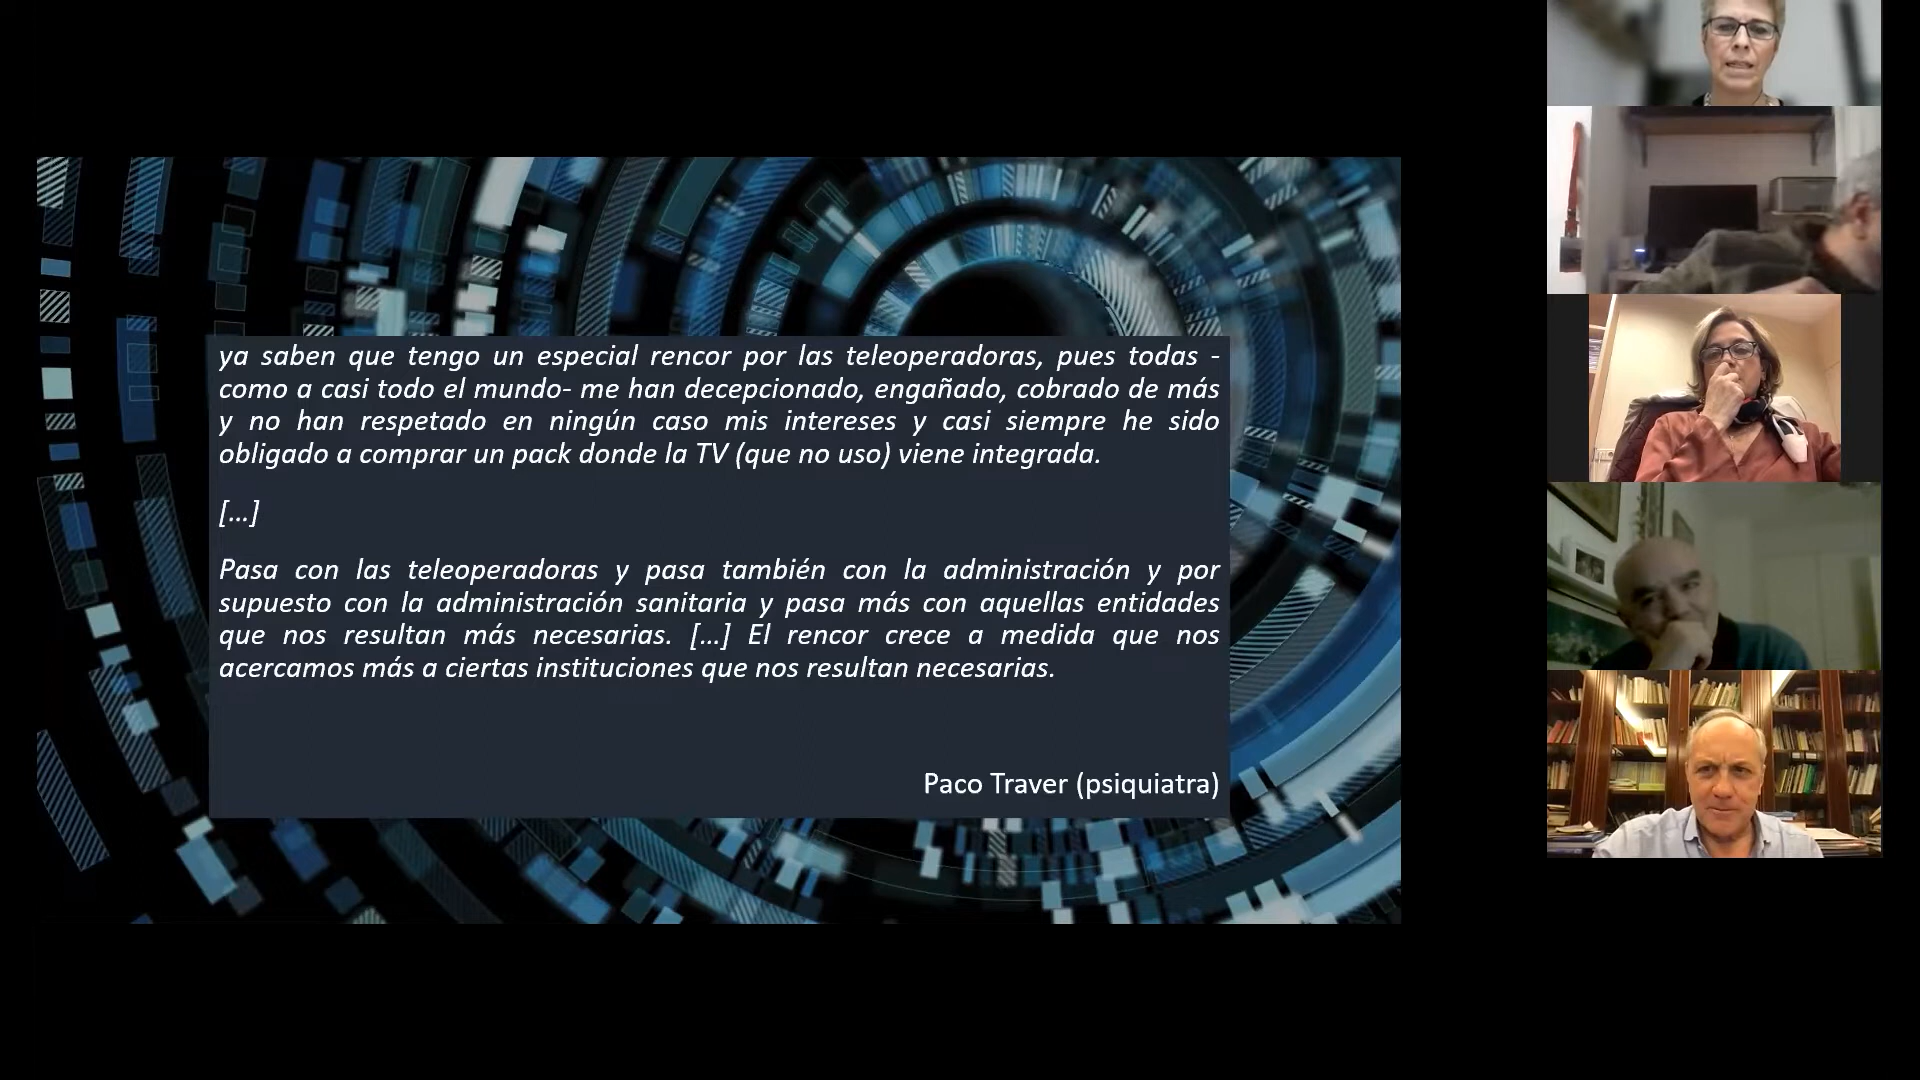 ya saben que tengo un especial rencor por las teleoperadoras, pues todas -
como a casi todo el mundo- me han decepcionado, engañado, cobrado de más
y no han respetado en ningún caso mis intereses y casi siempre he sido
obligado a comprar un pack donde la TV (que no uso) viene integrada.
[...]
Pasa con las teleoperadoras y pasa también con la administración y por
supuesto con la administración sanitaria y pasa más con aquellas entidades
que nos resultan más necesarias. [...] El rencor crece a medida que nos
acercamos más a ciertas instituciones que nos resultan necesarias.
Paco Traver (psiquiatra)